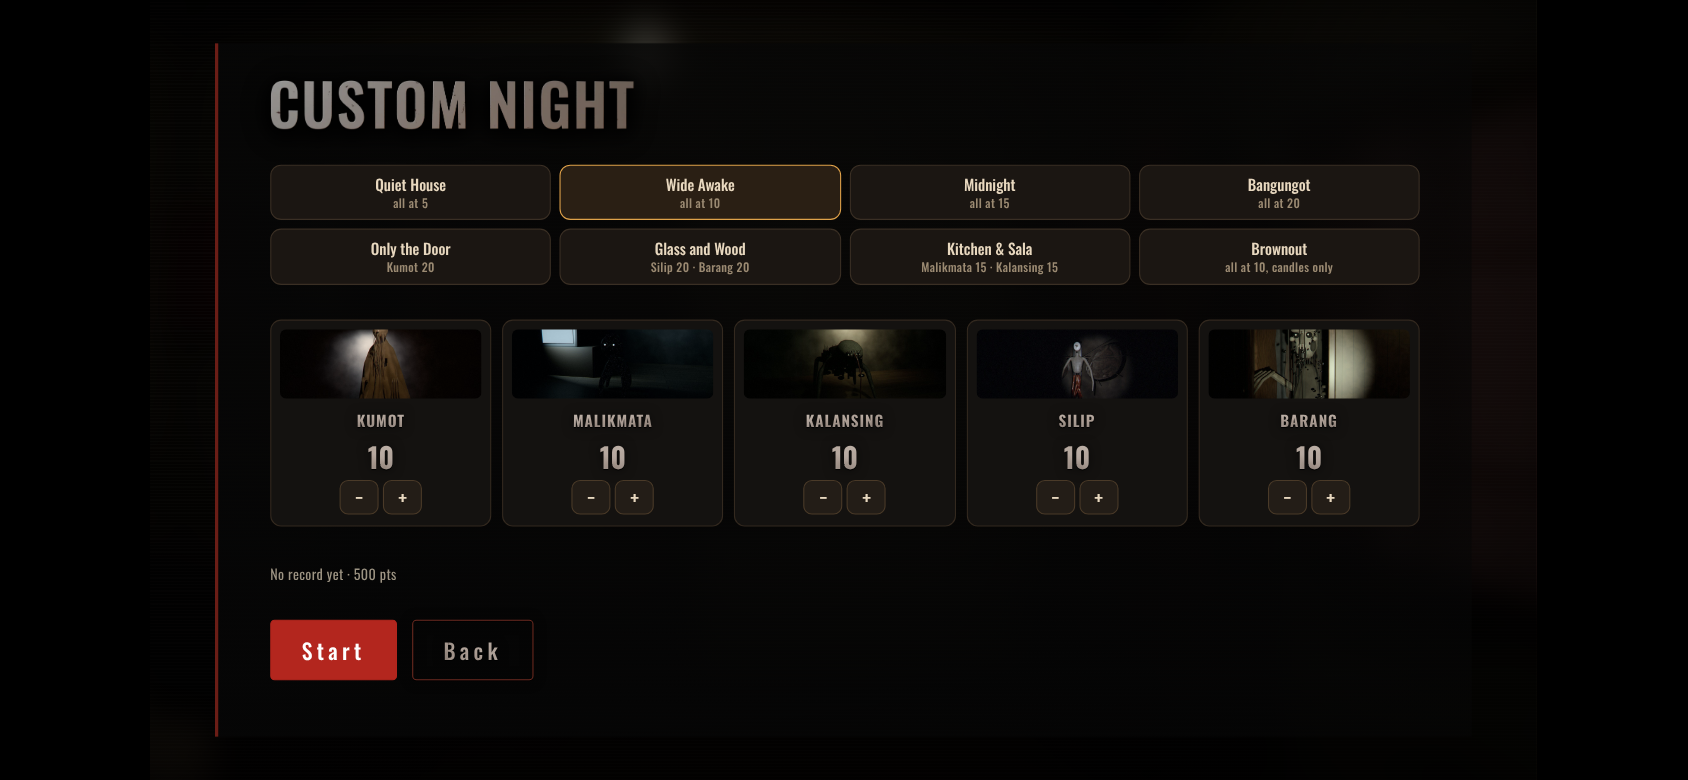 CUSTOM NIGHT
Quiet House
all at 5
Wide Awake
all at 10
Midnight
all at 15
Bangungot
all at 20
Only the Door
Kumot 20
Glass and Wood
Silip 20 · Barang 20
Kitchen & Sala
Malikmata 15 · Kalansing 15
Brownout
all at 10, candles only
KUMOT
10
− +
MALIKMATA
10
− +
KALANSING
10
− +
SILIP
10
− +
BARANG
10
− +
No record yet · 500 pts
Start
Back